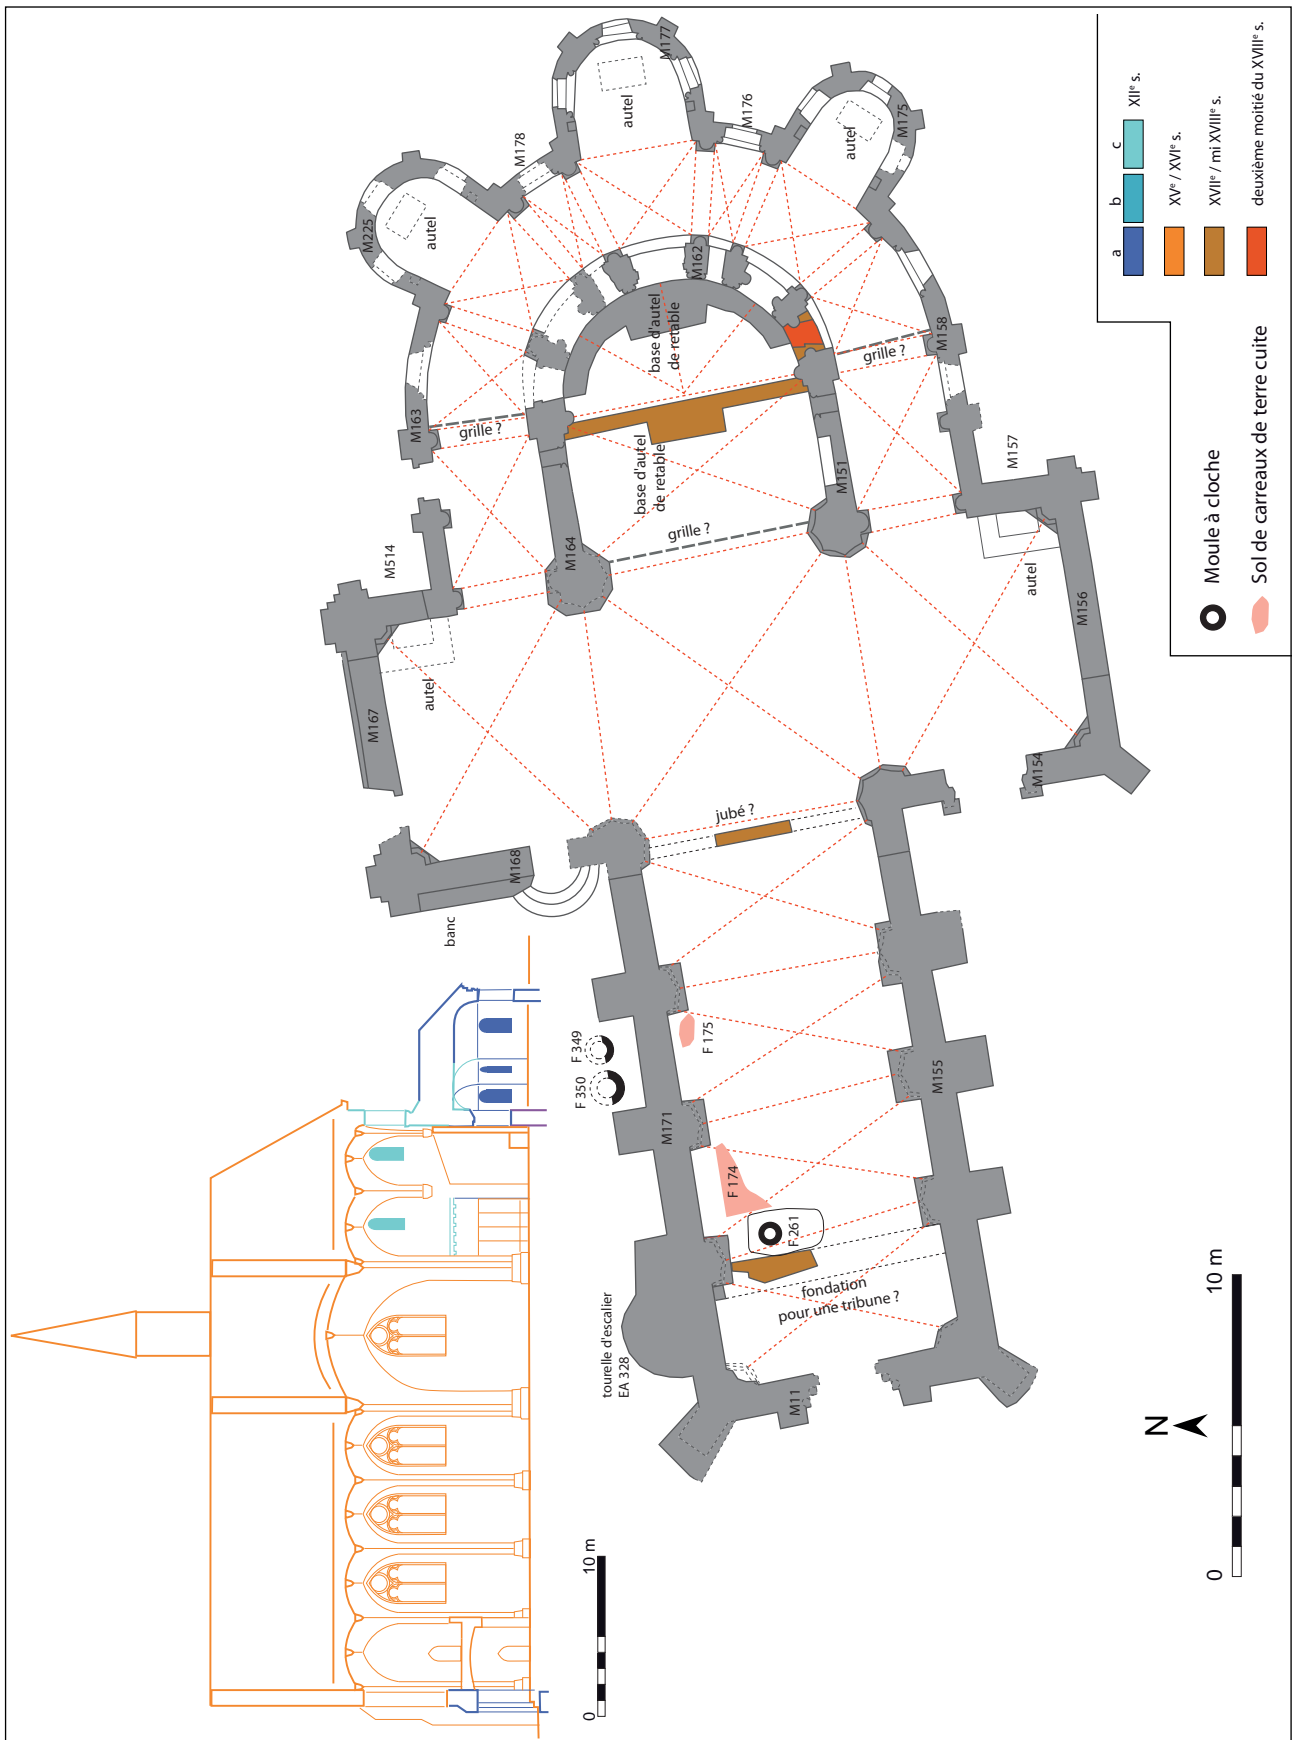 M177
autel
M176
M178
autel
M175
M225
autel
M162
base d'autel
de retable
M158
grille ?
M163
grille ?
base d'autel
de retable
M151
M157
grille ?
M514
M164
autel
M156
M167
autel
M154
jubé ?
M168
banc
F 349
F 350
F 175
M155
M171
F 174
F 261
fondation
pour une tribune ?
tourelle d'escalier
EA 328
M11
a
b
c
XIIe s.
XVe / XVIe s.
XVIIe / mi XVIIIe s.
deuxième moitié du XVIIIe s.
Moule à cloche
Sol de carreaux de terre cuite
N
0
10 m
0
10 m